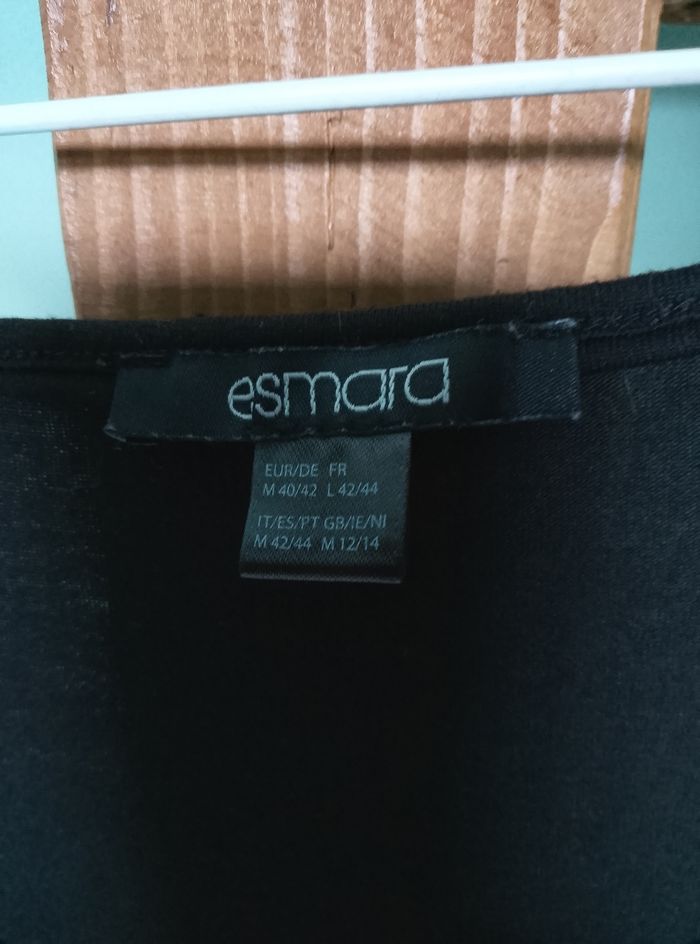 esmara
EUR/DE FR
M 40/42 L 42/44
IT/ES/PT GB/IE/NI
M 42/44 M 12/14